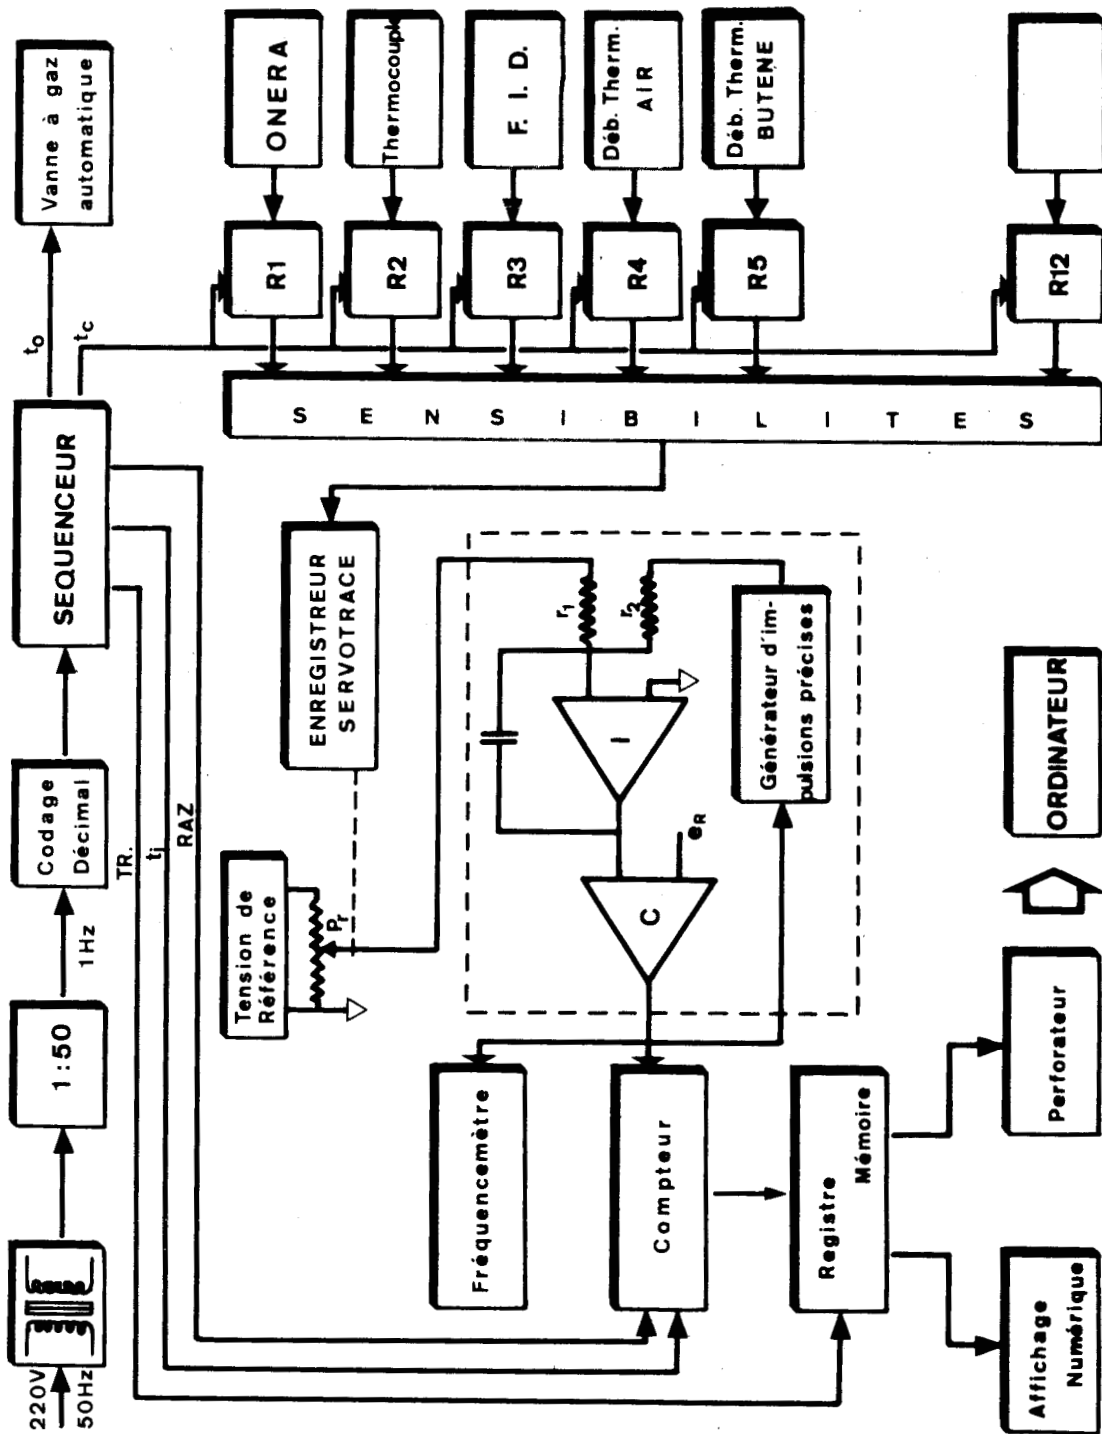 220V
50Hz
1:50
1Hz
Codage
Décimal
SEQUENCEUR
to
tc
Vanne à gaz
automatique
TR.
ti
RAZ
ONERA
Thermocouple
F. I. D.
Déb. Therm.
AIR
Déb. Therm.
BUTENE
R1
R2
R3
R4
R5
R12
SENSIBILITES
ENREGISTREUR
SERVOTRACE
Tension de
Référence
Pr
r1
r2
I
C
eR
Générateur d'im-
pulsions précises
Fréquencemètre
Compteur
Registre
Mémoire
Affichage
Numérique
Perforateur
ORDINATEUR